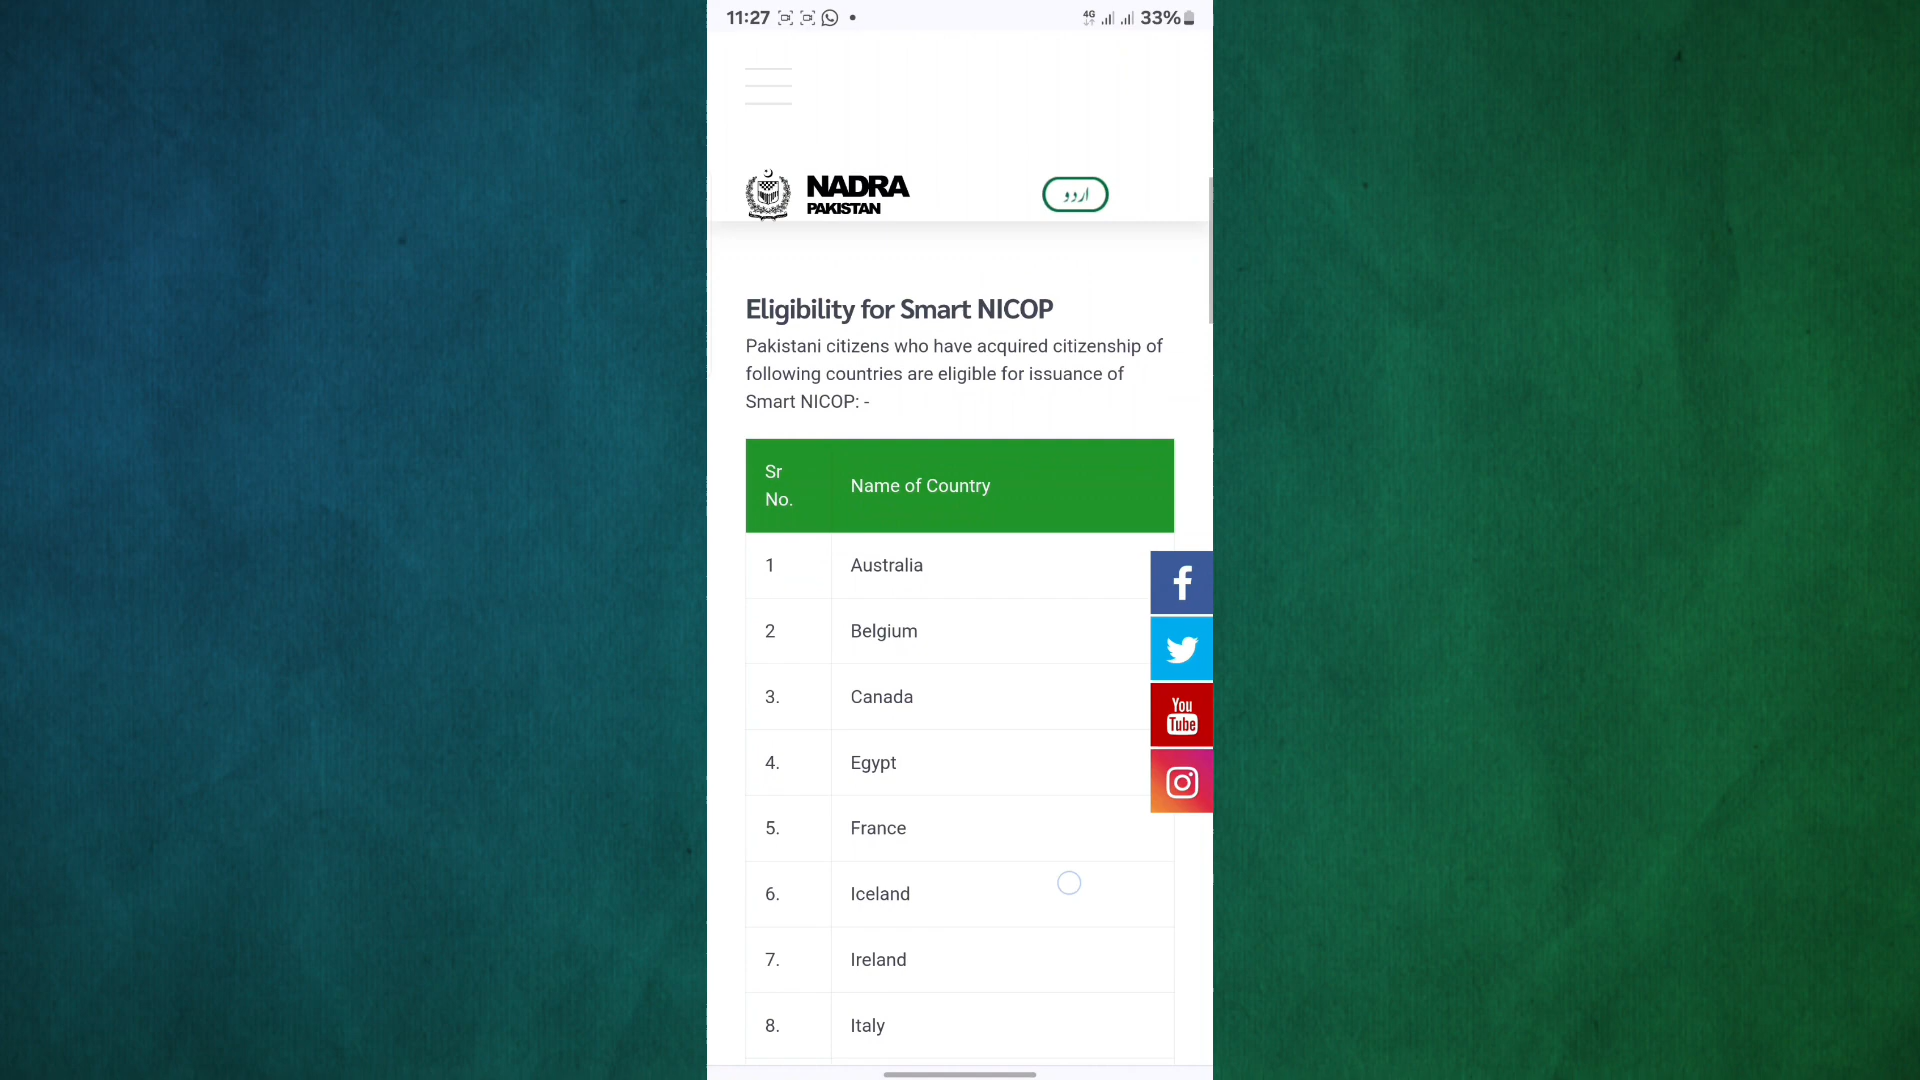 11:27 4G 33%
NADRA
PAKISTAN
اردو
Eligibility for Smart NICOP
Pakistani citizens who have acquired citizenship of
following countries are eligible for issuance of
Smart NICOP: -
Sr No. Name of Country
1 Australia
2 Belgium
3. Canada
4. Egypt
5. France
6. Iceland
7. Ireland
8. Italy
You
Tube